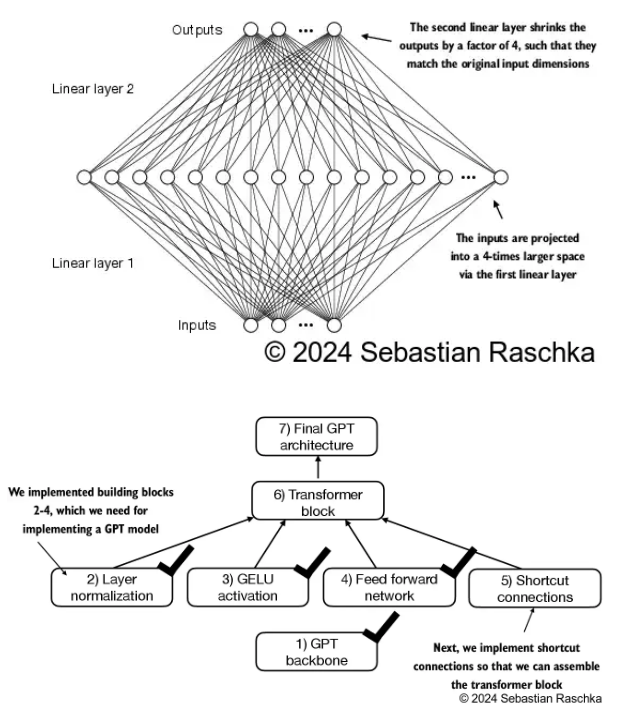 Outputs
The second linear layer shrinks the
outputs by a factor of 4, such that they
match the original input dimensions
Linear layer 2
...
...
The inputs are projected
into a 4-times larger space
via the first linear layer
Linear layer 1
Inputs
...
© 2024 Sebastian Raschka
7) Final GPT
architecture
6) Transformer
block
We implemented building blocks
2-4, which we need for
implementing a GPT model
2) Layer
normalization
3) GELU
activation
4) Feed forward
network
5) Shortcut
connections
1) GPT
backbone
Next, we implement shortcut
connections so that we can assemble
the transformer block
© 2024 Sebastian Raschka